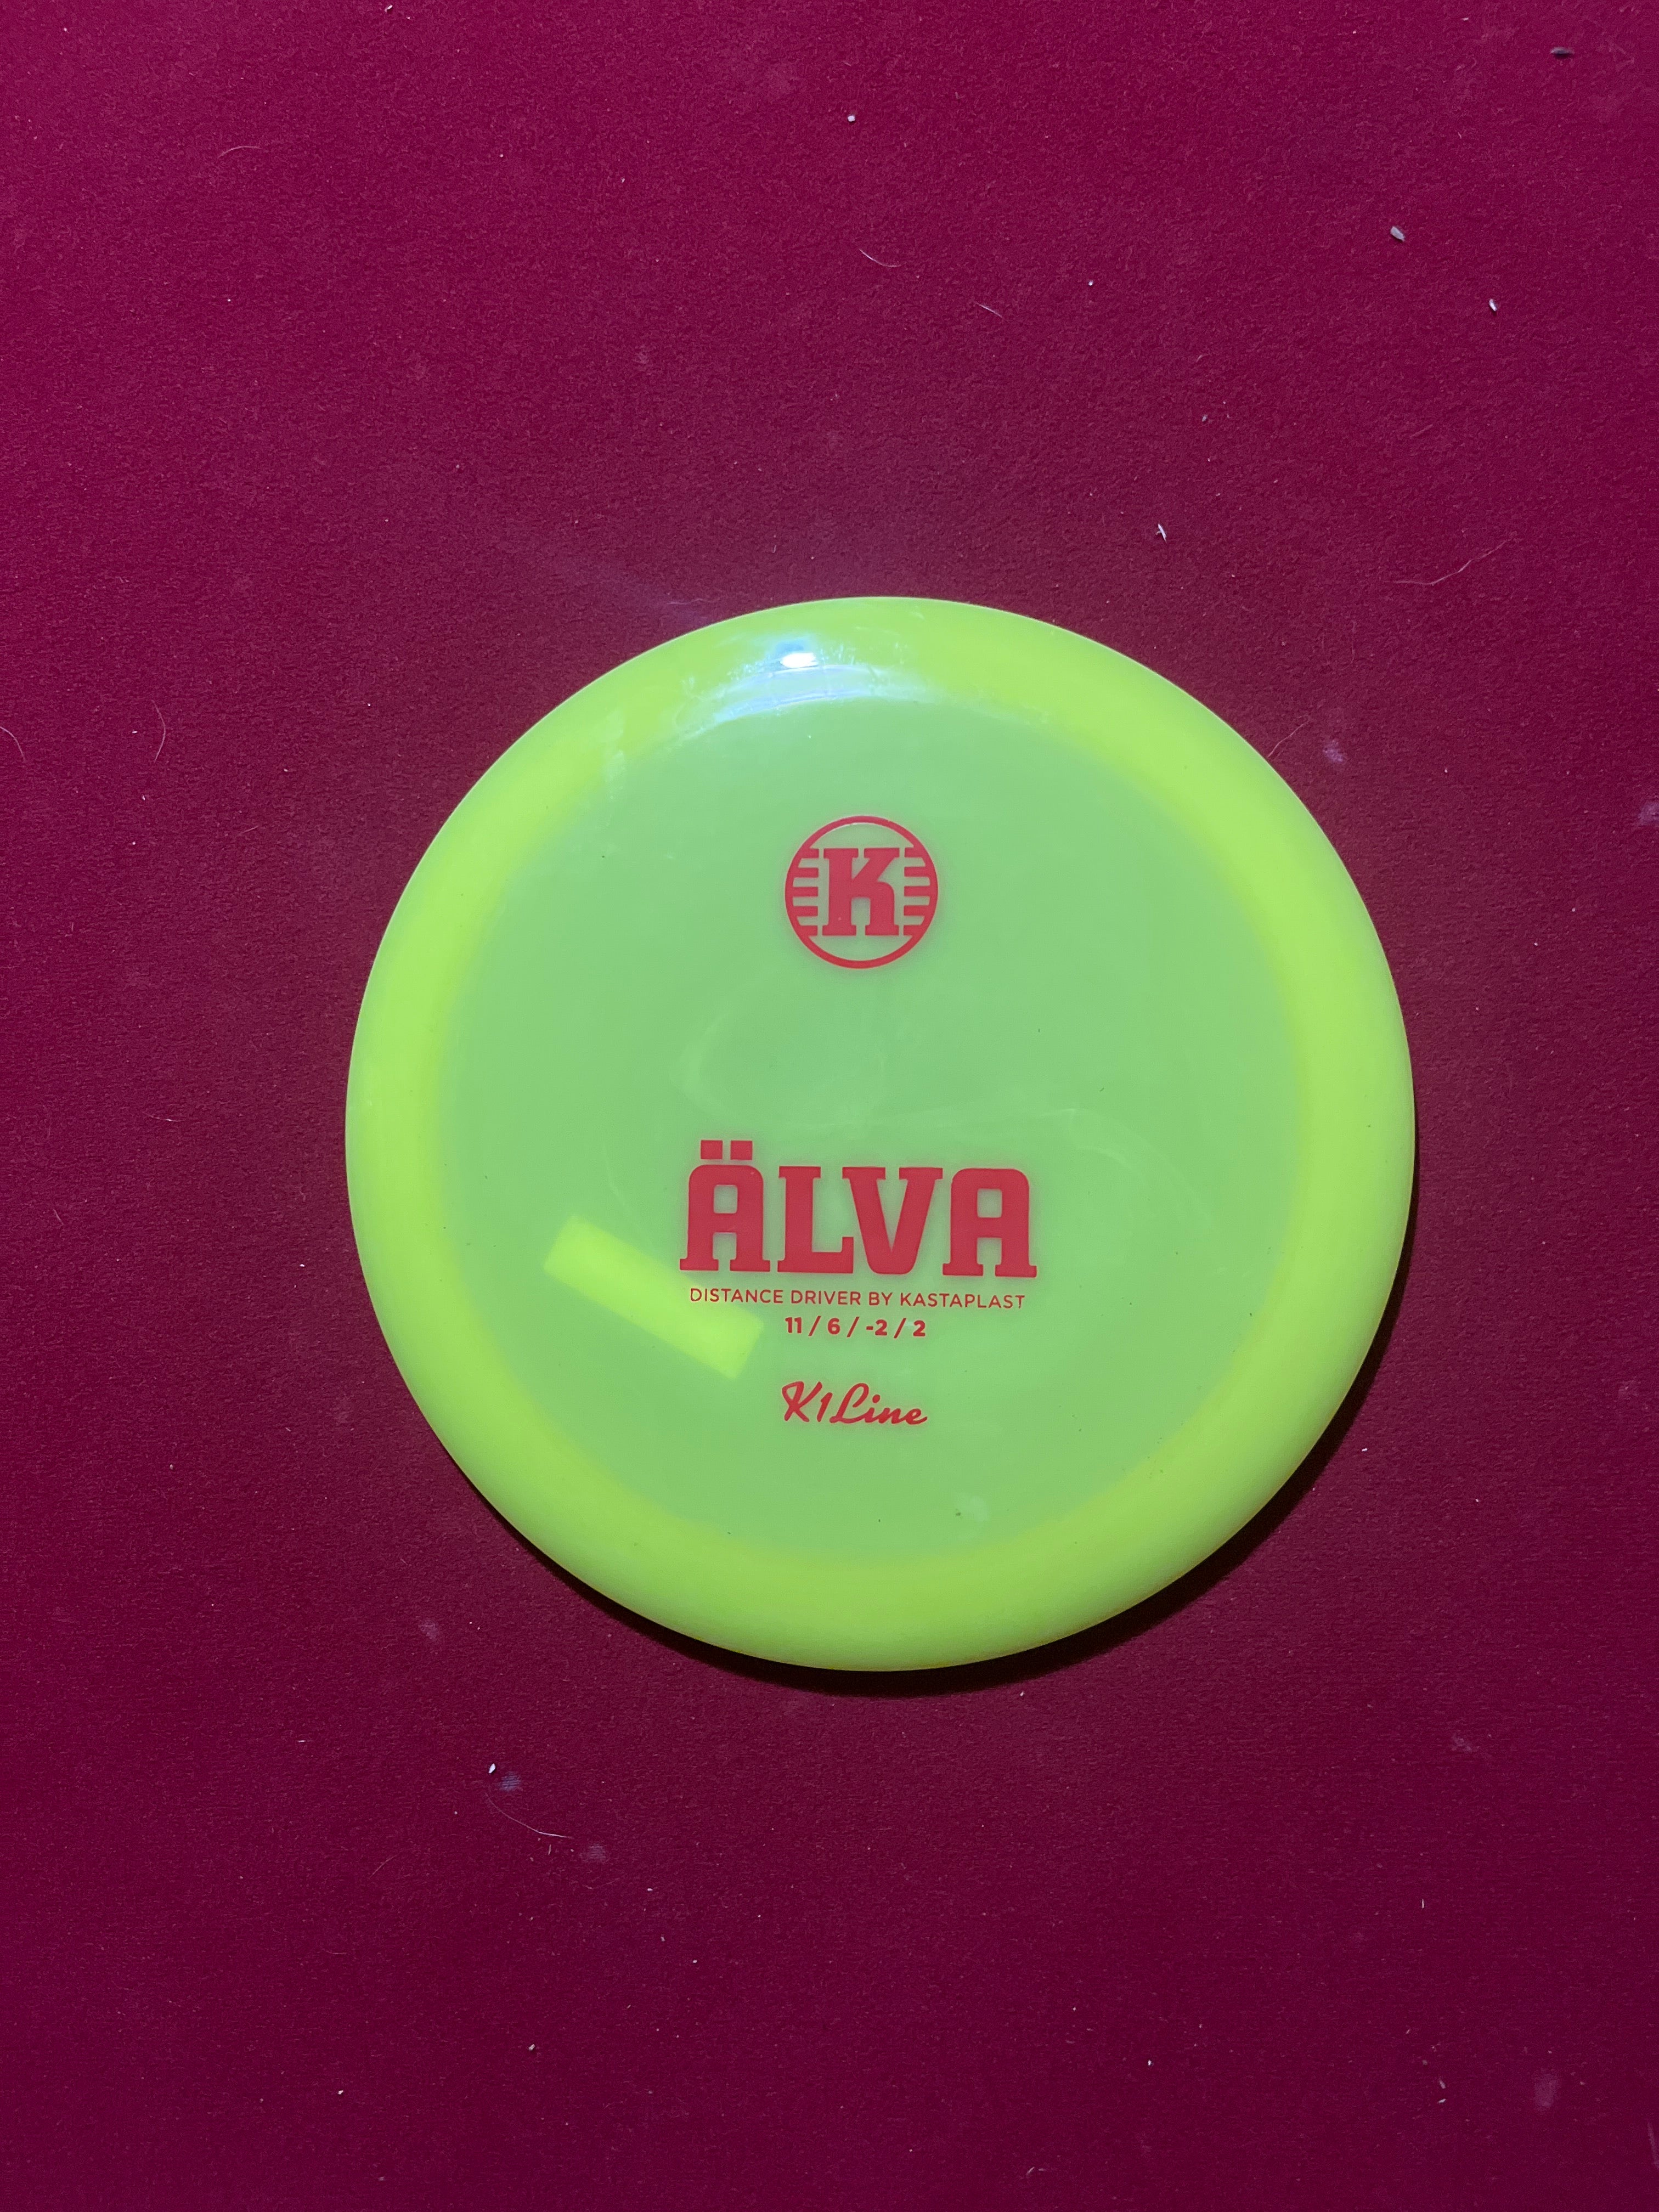 K
ÄLVA
DISTANCE DRIVER BY KASTAPLAST
11 / 6 / -2 / 2
K1 Line